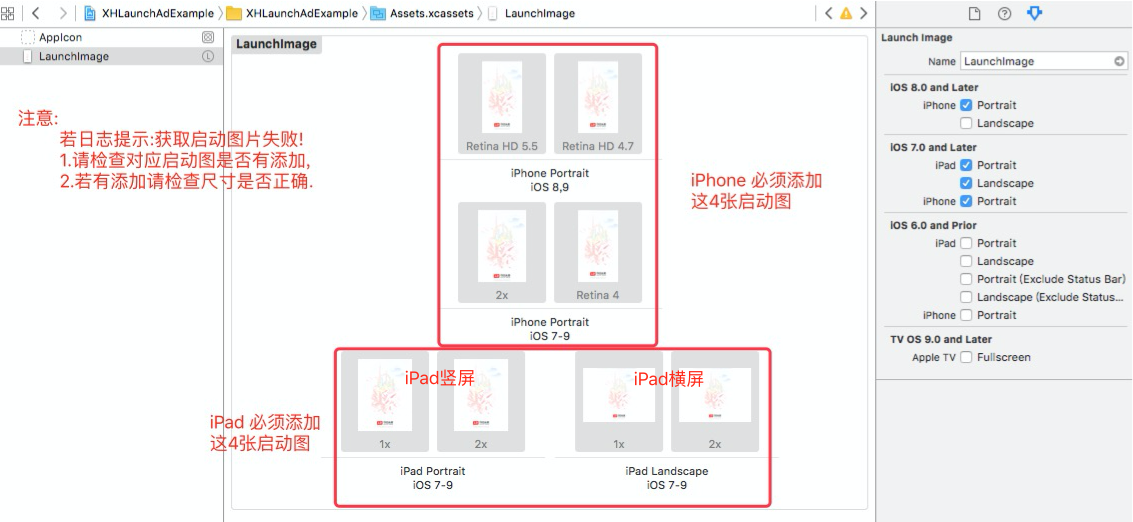 XHLaunchAdExample XHLaunchAdExample Assets.xcassets LaunchImage
AppIcon
LaunchImage L
注意:
若日志提示:获取启动图片失败!
1.请检查对应启动图是否有添加,
2.若有添加请检查尺寸是否正确.
LaunchImage
Retina HD 5.5 Retina HD 4.7
iPhone Portrait
iOS 8,9
iPhone 必须添加
这4张启动图
2x Retina 4
iPhone Portrait
iOS 7-9
iPad竖屏 iPad横屏
iPad 必须添加
这4张启动图
1x 2x 1x 2x
iPad Portrait iPad Landscape
iOS 7-9 iOS 7-9
Launch Image
Name LaunchImage
iOS 8.0 and Later
iPhone Portrait
Landscape
iOS 7.0 and Later
iPad Portrait
Landscape
iPhone Portrait
iOS 6.0 and Prior
iPad Portrait
Landscape
Portrait (Exclude Status Bar)
Landscape (Exclude Status...
iPhone Portrait
TV OS 9.0 and Later
Apple TV Fullscreen